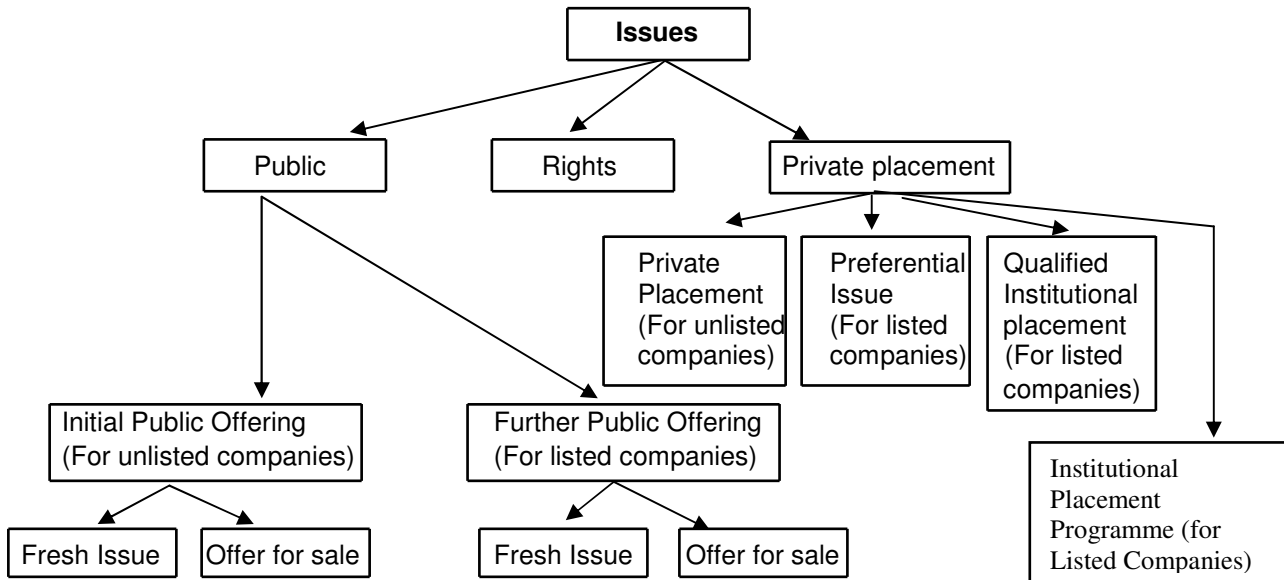 Issues
Public
Rights
Private placement
Private
Placement
(For unlisted
companies)
Preferential
Issue
(For listed
companies)
Qualified
Institutional
placement
(For listed
companies)
Initial Public Offering
(For unlisted companies)
Further Public Offering
(For listed companies)
Institutional
Placement
Programme (for
Listed Companies)
Fresh Issue
Offer for sale
Fresh Issue
Offer for sale